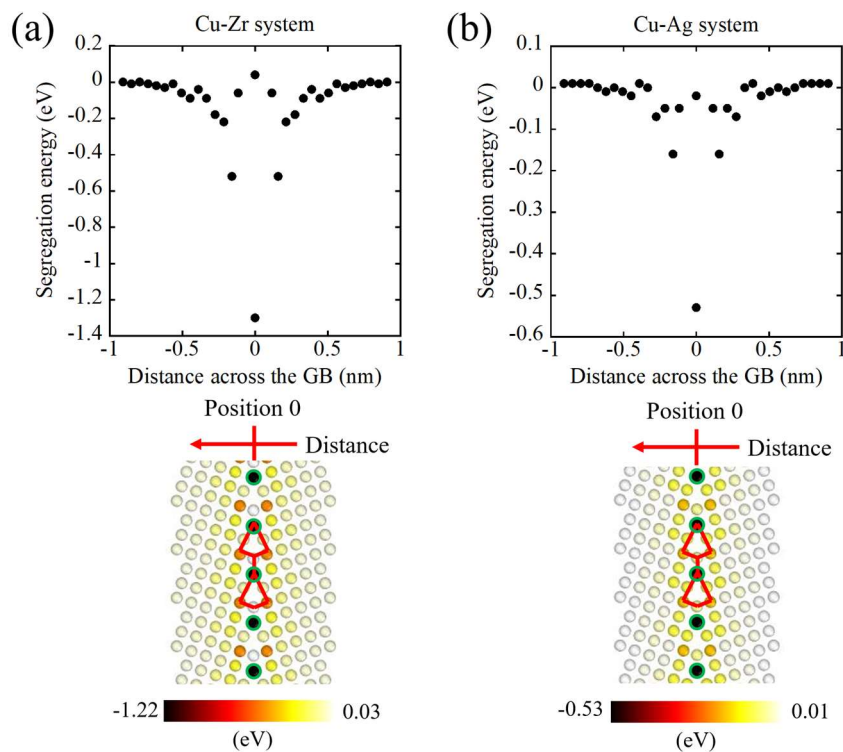 (a)
Cu-Zr system
0.2
0
-0.2
-0.4
-0.6
-0.8
-1
-1.2
-1.4
Segregation energy (eV)
-1
-0.5
0
0.5
1
Distance across the GB (nm)
Position 0
Distance
-1.22
0.03
(eV)
(b)
Cu-Ag system
0.1
0
-0.1
-0.2
-0.3
-0.4
-0.5
-0.6
Segregation energy (eV)
-1
-0.5
0
0.5
1
Distance across the GB (nm)
Position 0
Distance
-0.53
0.01
(eV)